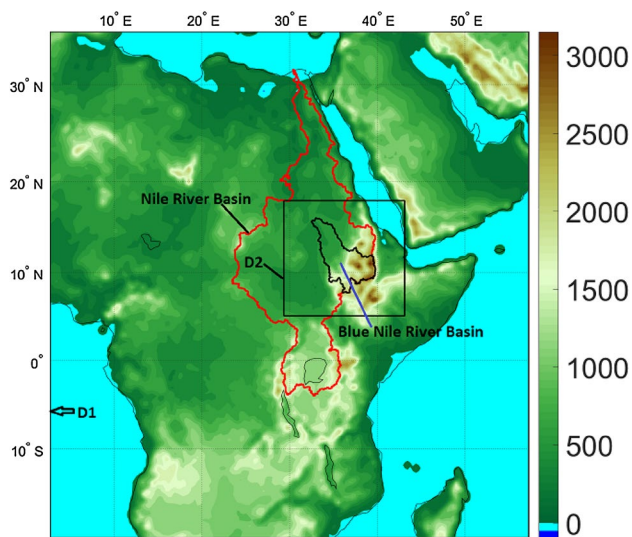 10° E 20° E 30° E 40° E 50° E
30° N
20° N
10° N
0°
10° S
Nile River Basin
D2
Blue Nile River Basin
D1
3000
2500
2000
1500
1000
500
0